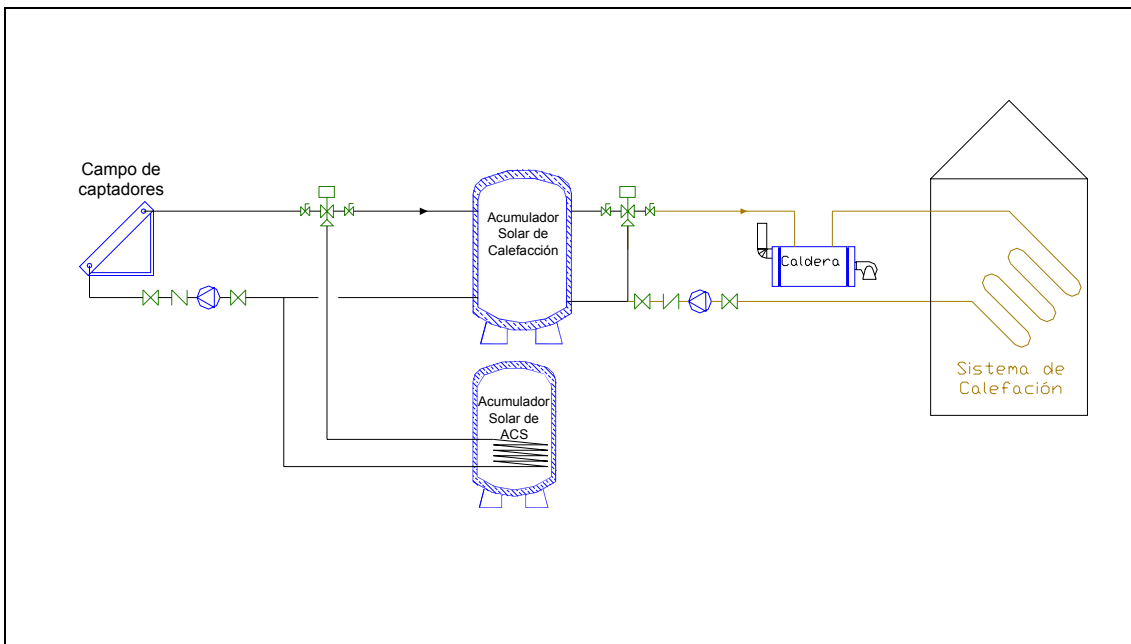 Campo de
captadores
Acumulador
Solar de
Calefacción
Caldera
Acumulador
Solar de
ACS
Sistema de
Calefación